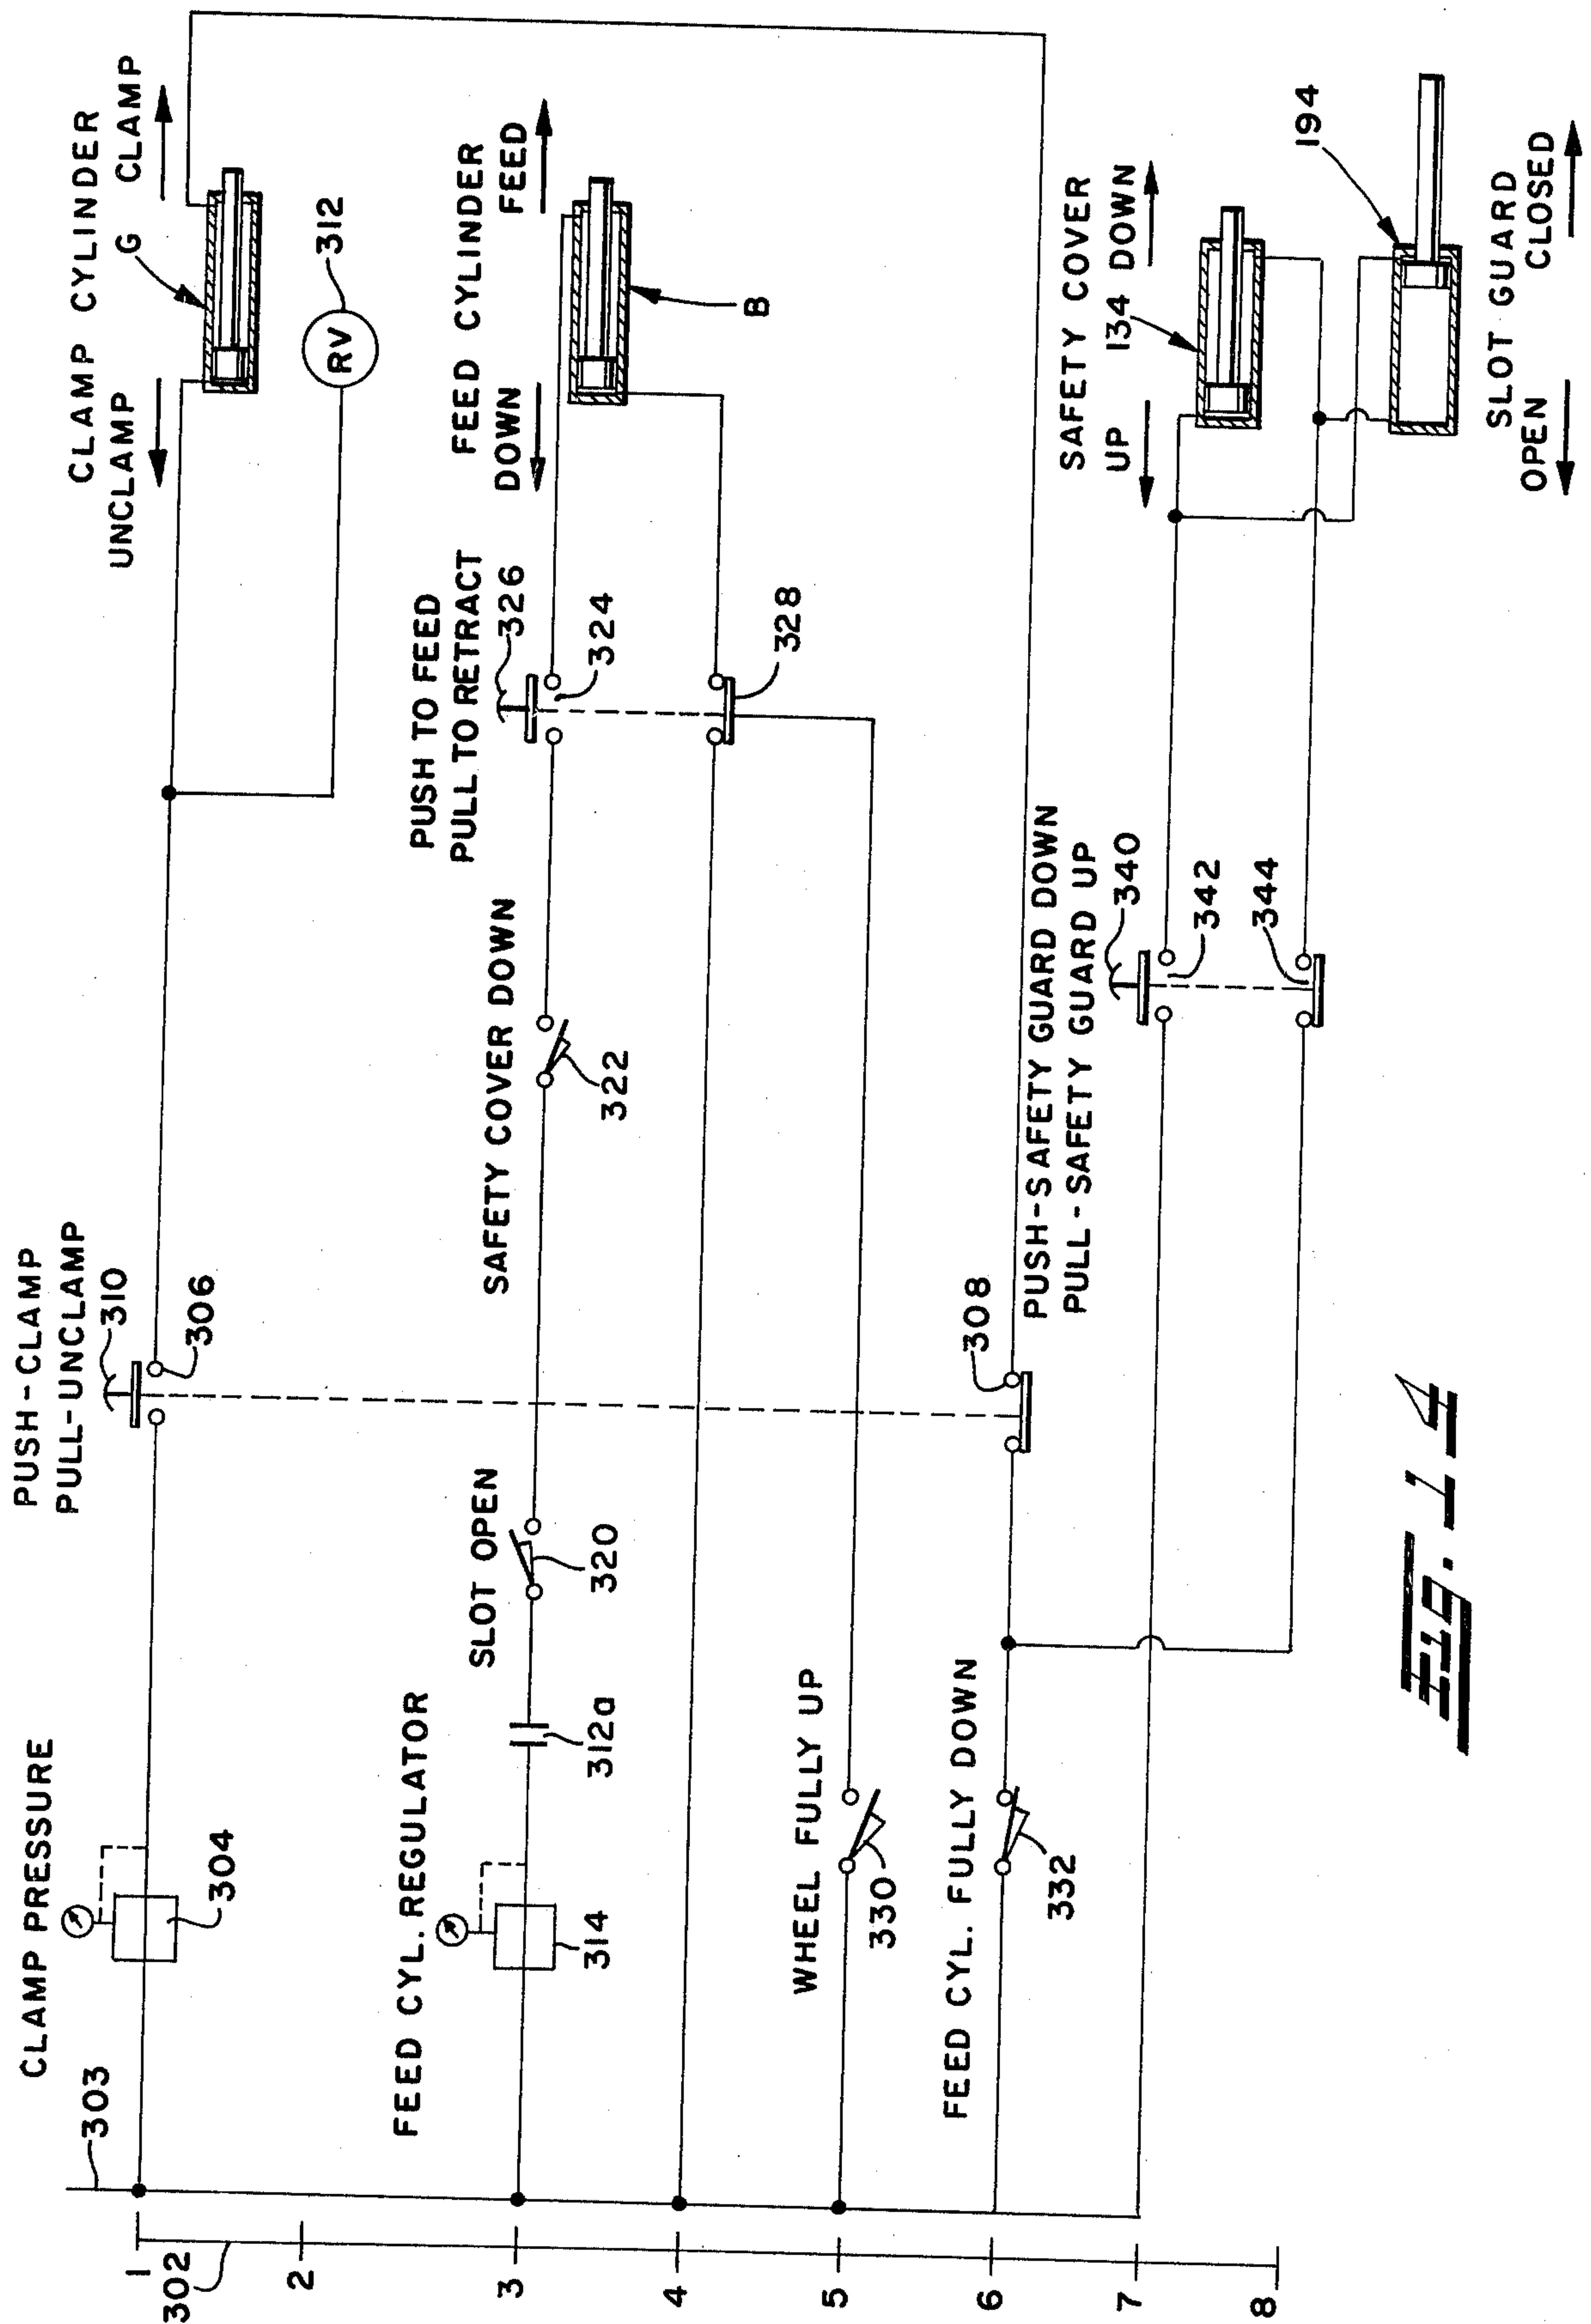 CLAMP PRESSURE
303
304
PUSH-CLAMP
PULL-UNCLAMP
310
306
CLAMP CYLINDER
G
UNCLAMP
CLAMP
RV
312
FEED CYL. REGULATOR
314
312a
SLOT OPEN
320
SAFETY COVER DOWN
322
PUSH TO FEED
PULL TO RETRACT
326
324
328
FEED CYLINDER
DOWN
FEED
B
WHEEL FULLY UP
330
FEED CYL. FULLY DOWN
332
308
PUSH-SAFETY GUARD DOWN
PULL-SAFETY GUARD UP
340
342
344
SAFETY COVER
UP
134
DOWN
194
SLOT GUARD
OPEN
CLOSED
302
1
2
3
4
5
6
7
8
Fig. 14